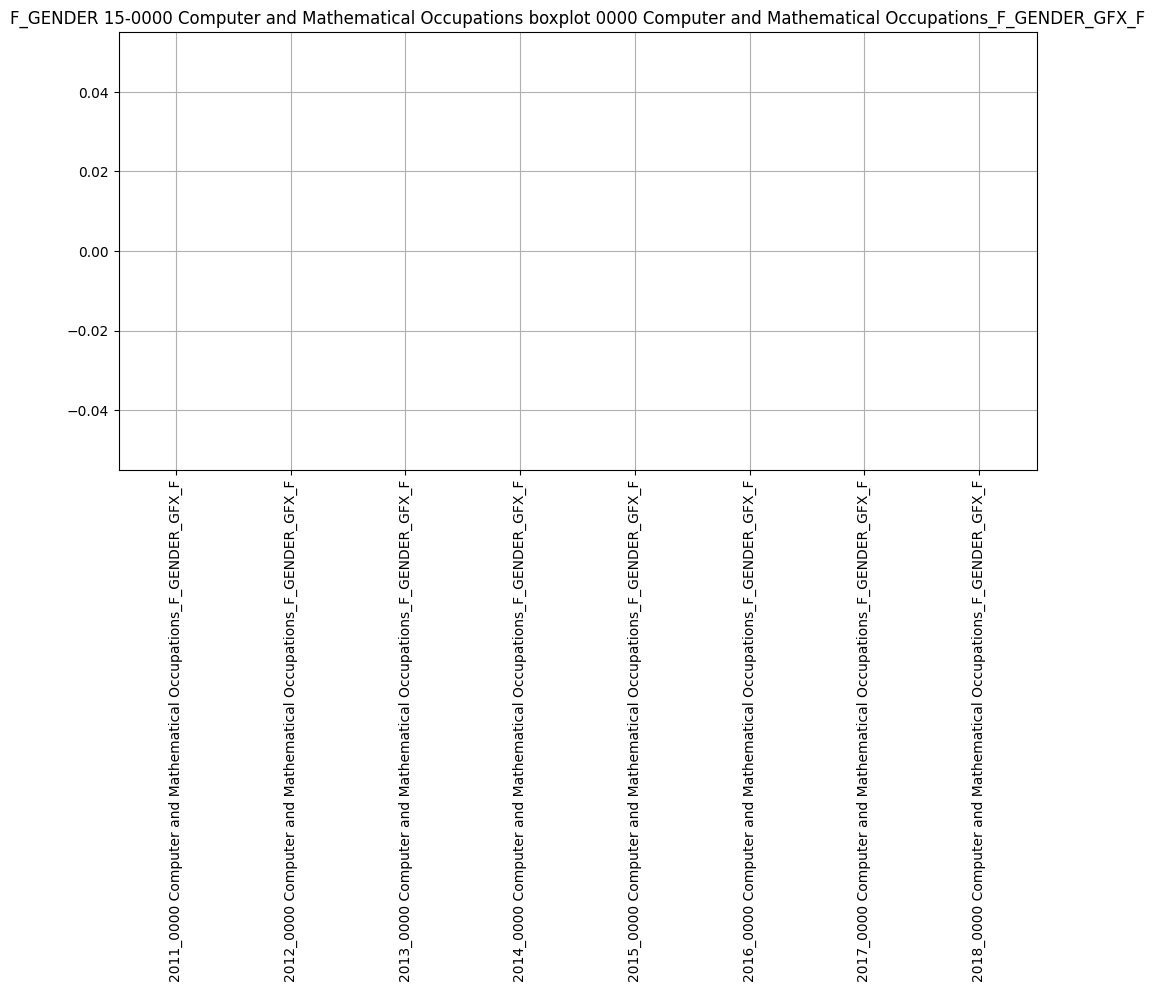 F_GENDER 15-0000 Computer and Mathematical Occupations boxplot 0000 Computer and Mathematical Occupations_F_GENDER_GFX_F
0.04
0.02
0.00
−0.02
−0.04
2011_0000 Computer and Mathematical Occupations_F_GENDER_GFX_F
2012_0000 Computer and Mathematical Occupations_F_GENDER_GFX_F
2013_0000 Computer and Mathematical Occupations_F_GENDER_GFX_F
2014_0000 Computer and Mathematical Occupations_F_GENDER_GFX_F
2015_0000 Computer and Mathematical Occupations_F_GENDER_GFX_F
2016_0000 Computer and Mathematical Occupations_F_GENDER_GFX_F
2017_0000 Computer and Mathematical Occupations_F_GENDER_GFX_F
2018_0000 Computer and Mathematical Occupations_F_GENDER_GFX_F